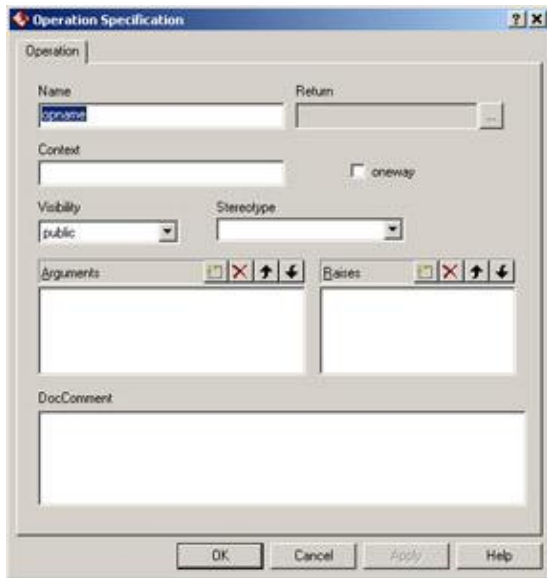 Operation Specification
Operation
Name
Return
opname
...
Context
oneway
Visibility
Stereotype
public
Arguments
Raises
DocComment
OK
Cancel
Apply
Help